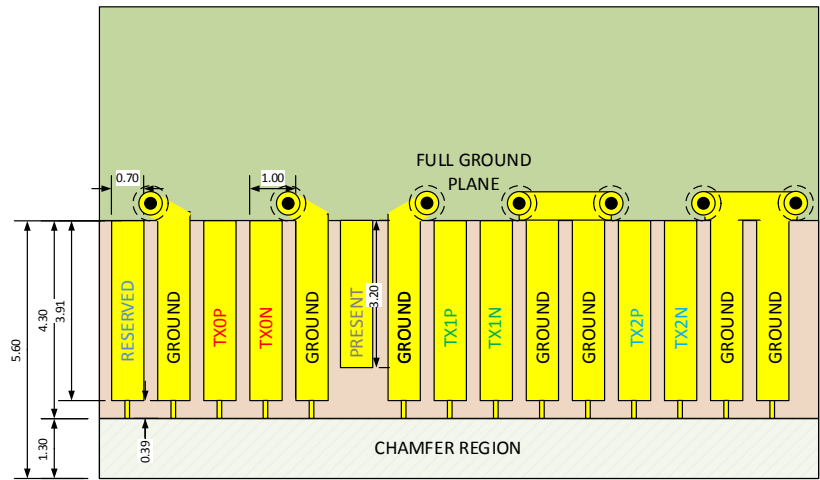 FULL GROUND
PLANE
0.70
1.00
5.60
4.30
3.91
3.20
1.30
0.39
RESERVED
GROUND
TX0P
TX0N
GROUND
PRESENT
GROUND
TX1P
TX1N
GROUND
GROUND
TX2P
TX2N
GROUND
GROUND
CHAMFER REGION